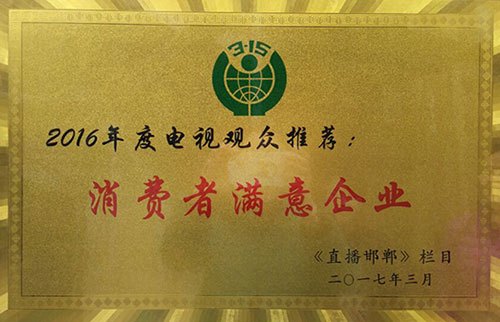 3·15
2016年度电视观众推荐：
消费者满意企业
《直播邯郸》栏目
二〇一七年三月